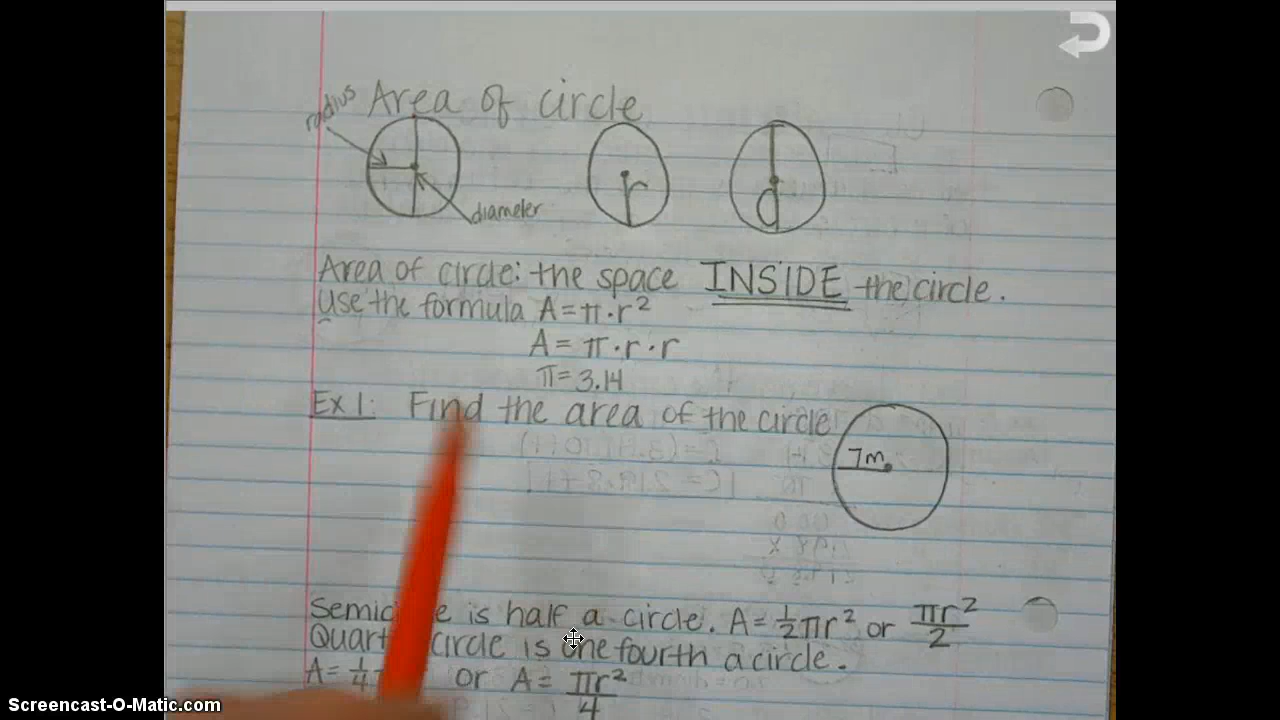 Area of circle
radius
diameter
r
d
Area of circle: the space INSIDE the circle.
Use the formula A = π·r²
A = π·r·r
π = 3.14
Ex 1: Find the area of the circle
7m
is half a circle. A = ½πr² or πr²/2
circle is one fourth a circle.
A = ¼ or A = πr²/4
Screencast-O-Matic.com